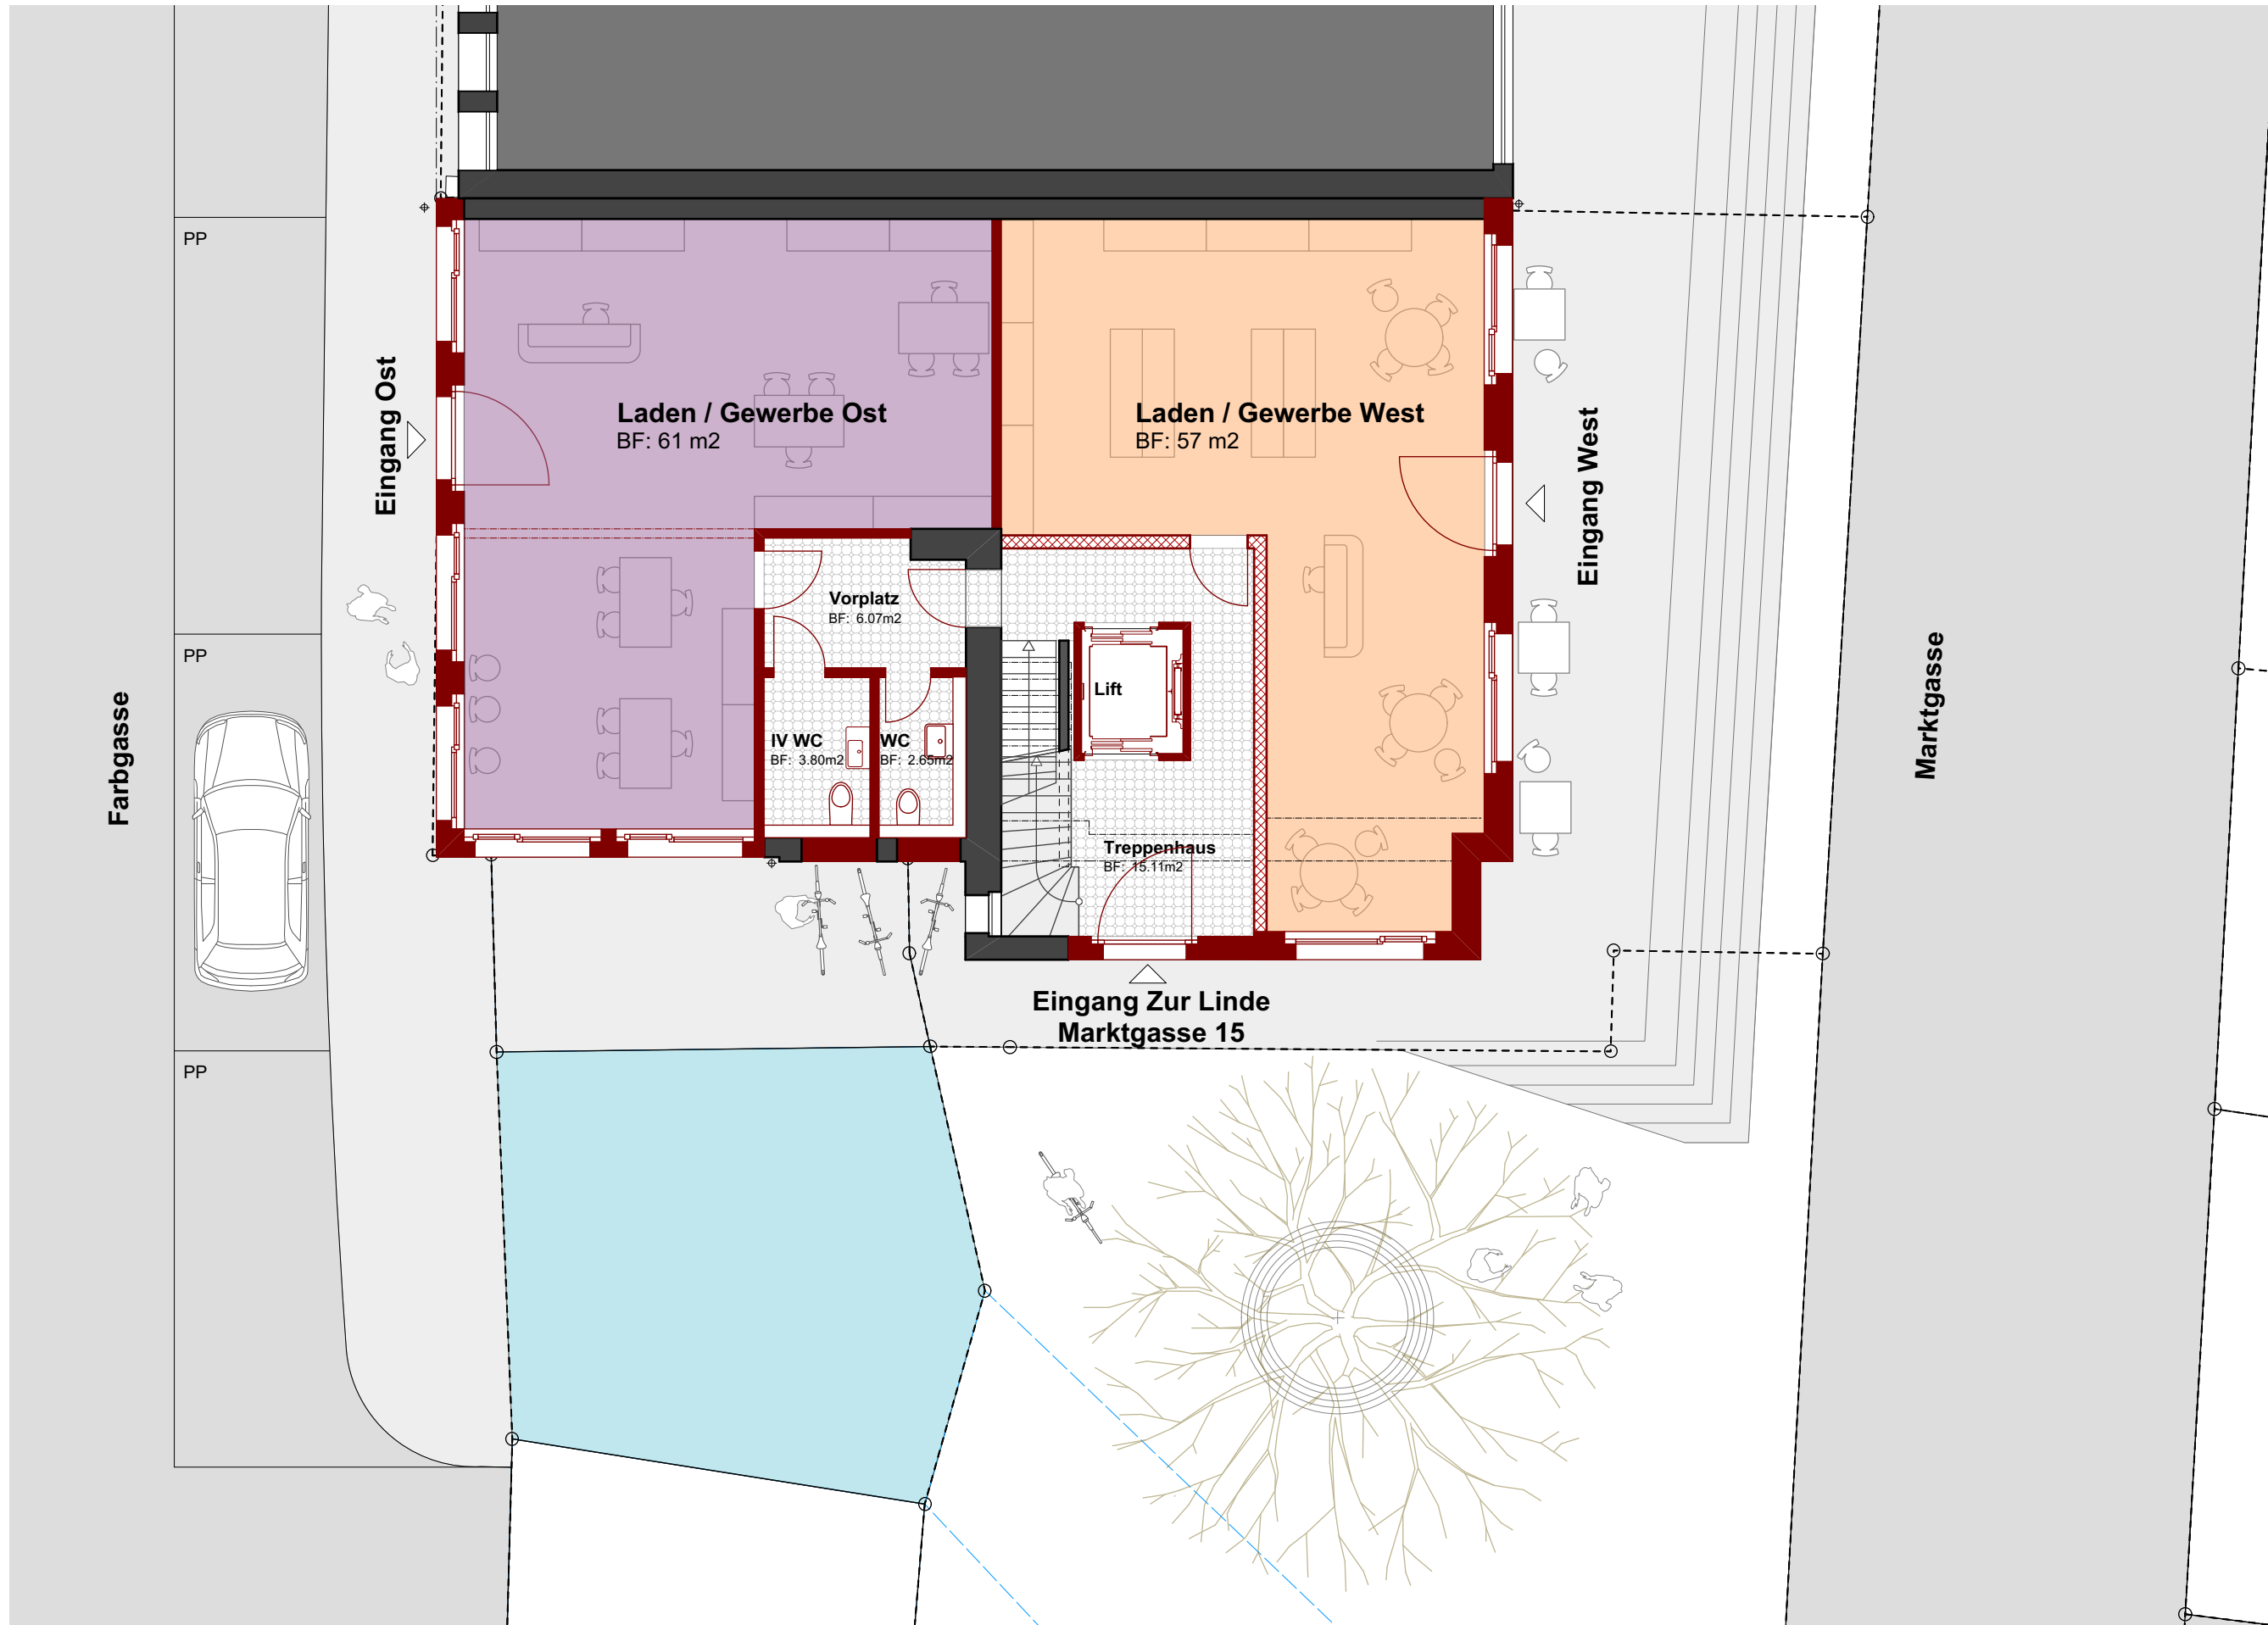 PP
Eingang Ost
Laden / Gewerbe Ost
BF: 61 m2
Laden / Gewerbe West
BF: 57 m2
Eingang West
Vorplatz
BF: 6.07m2
PP
Farbgasse
Lift
Marktgasse
IV WC
BF: 3.80m2
WC
BF: 2.65m2
Treppenhaus
BF: 15.11m2
Eingang Zur Linde
Marktgasse 15
PP